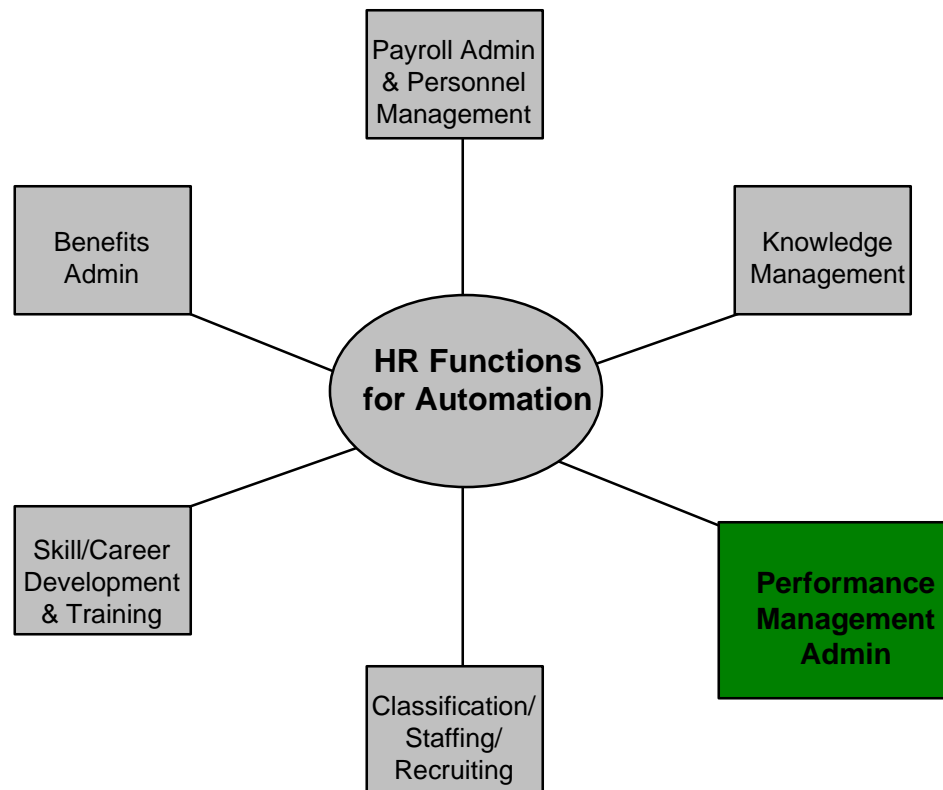 Payroll Admin
& Personnel
Management
Benefits
Admin
Knowledge
Management
HR Functions
for Automation
Skill/Career
Development
& Training
Performance
Management
Admin
Classification/
Staffing/
Recruiting